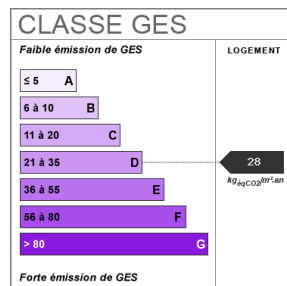 CLASSE GES
Faible émission de GES
LOGEMENT
≤ 5 A
6 à 10 B
11 à 20 C
21 à 35 D
28
kgéqCO2/m².an
36 à 55 E
56 à 80 F
> 80 G
Forte émission de GES